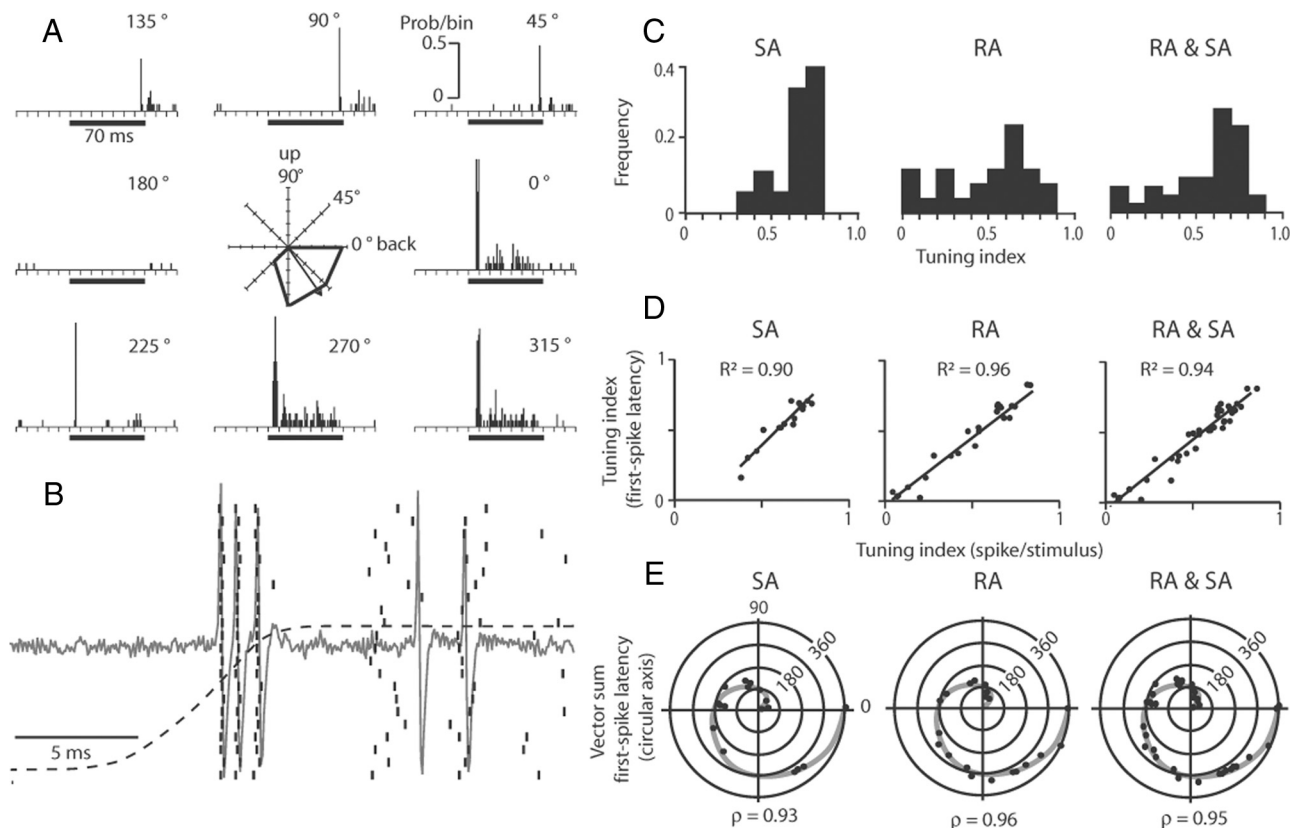 A
135 °
90 °
Prob/bin
45 °
0.5
0
70 ms
180 °
up
90°
45°
0 ° back
0 °
225 °
270 °
315 °
B
5 ms
C
SA
RA
RA & SA
Frequency
0.4
0.2
0
0 0.5 1.0
0 0.5 1.0
0 0.5 1.0
Tuning index
D
SA
RA
RA & SA
Tuning index
(first-spike latency)
1
0
R² = 0.90
R² = 0.96
R² = 0.94
0 1
0 1
0 1
Tuning index (spike/stimulus)
E
SA
RA
RA & SA
Vector sum
first-spike latency
(circular axis)
90
0
180
360
180
360
180
360
ρ = 0.93
ρ = 0.96
ρ = 0.95